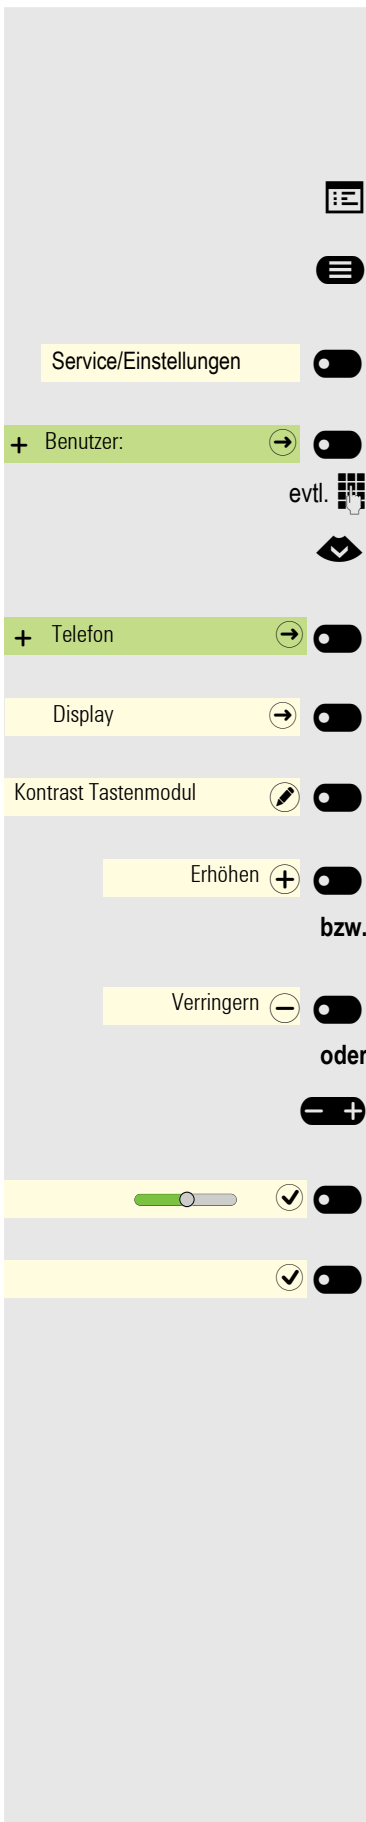 Service/Einstellungen
+ Benutzer:
evtl.
+ Telefon
Display
Kontrast Tastenmodul
Erhöhen
bzw.
Verringern
oder